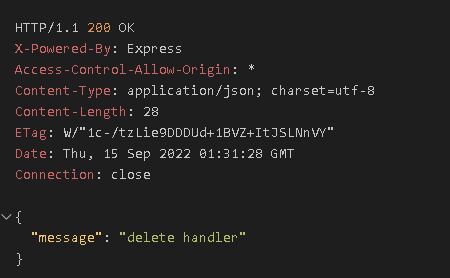 HTTP/1.1 200 OK
X-Powered-By: Express
Access-Control-Allow-Origin: *
Content-Type: application/json; charset=utf-8
Content-Length: 28
ETag: W/"1c-/tzLie9DDDUd+1BVZ+ItJSLNnVY"
Date: Thu, 15 Sep 2022 01:31:28 GMT
Connection: close
{
"message": "delete handler"
}